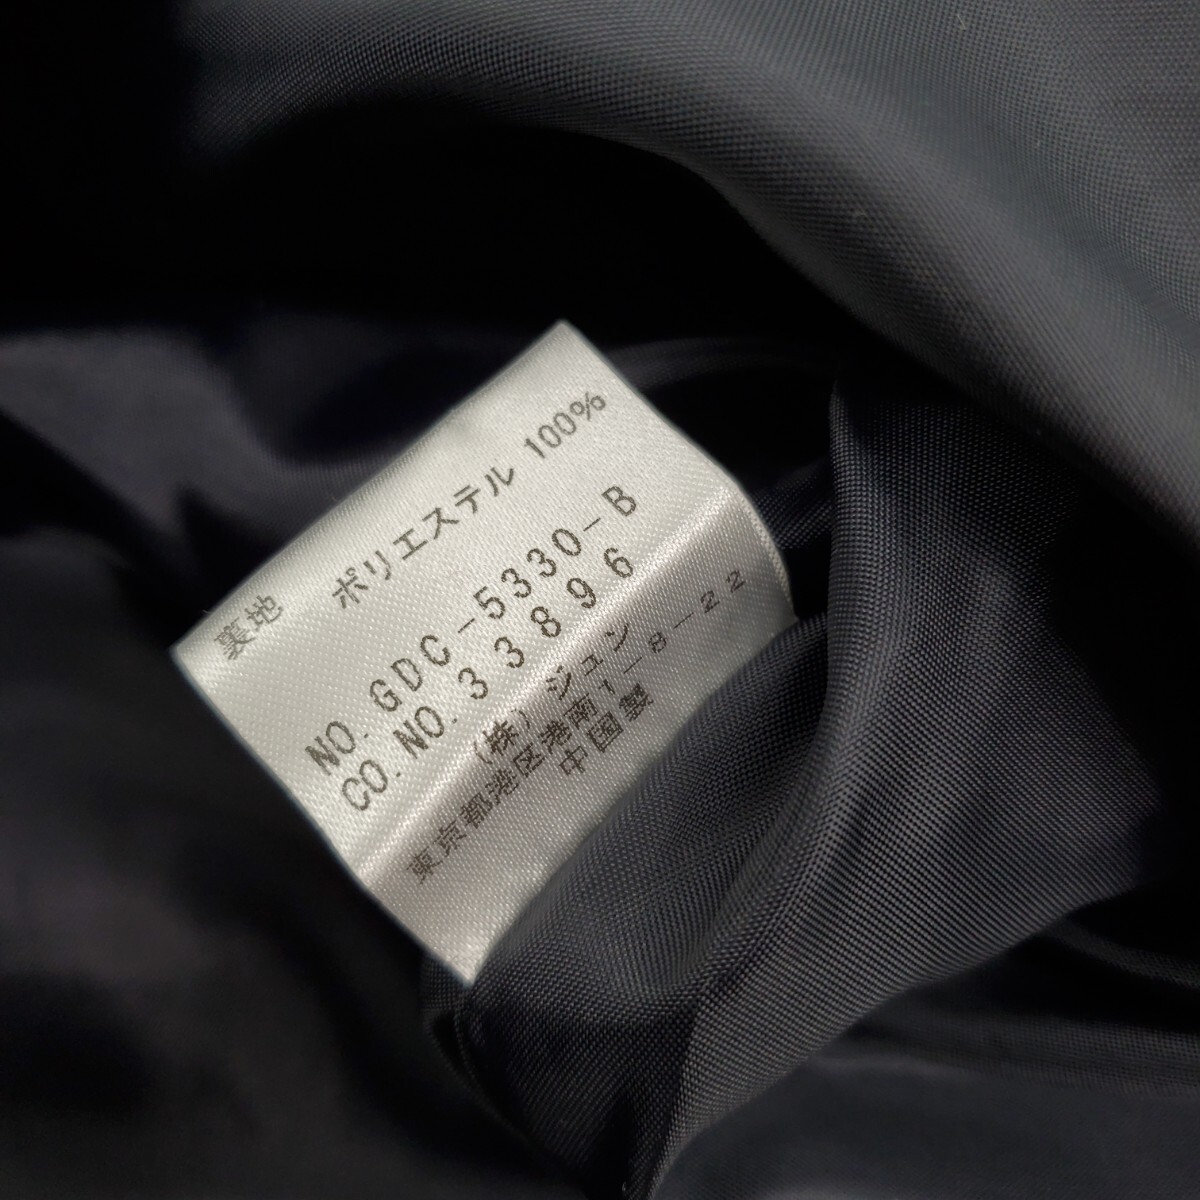 裏地 ポリエステル 100%
NO. GDC-5330-B
CO. NO. 33896
(株) ジュン
東京都港区港南1-8-22
中国製